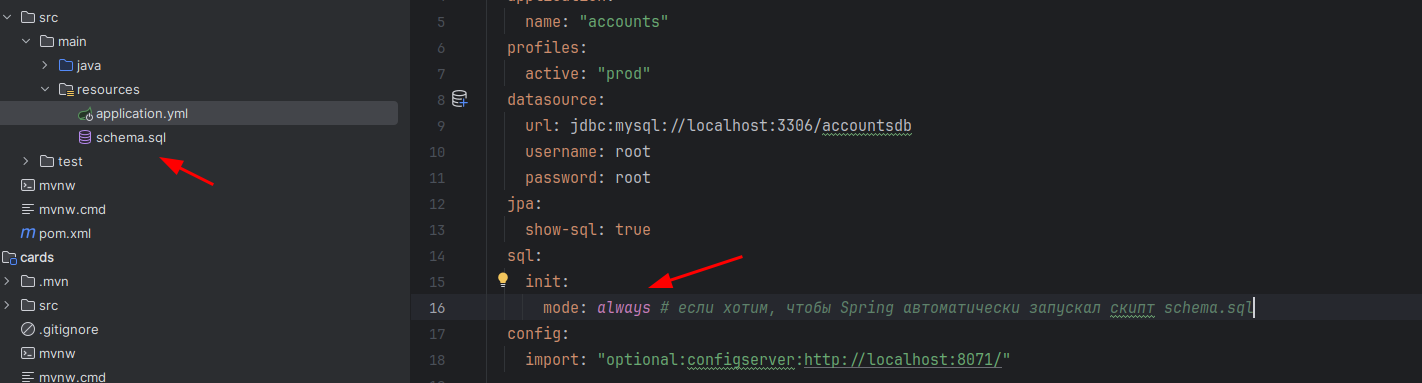 src
main
java
resources
application.yml
schema.sql
test
mvnw
mvnw.cmd
pom.xml
cards
.mvn
src
.gitignore
mvnw
mvnw.cmd
5 name: "accounts"
6 profiles:
7 active: "prod"
8 datasource:
9 url: jdbc:mysql://localhost:3306/accountsdb
10 username: root
11 password: root
12 jpa:
13 show-sql: true
14 sql:
15 init:
16 mode: always # если хотим, чтобы Spring автоматически запускал скипт schema.sql
17 config:
18 import: "optional:configserver:http://localhost:8071/"